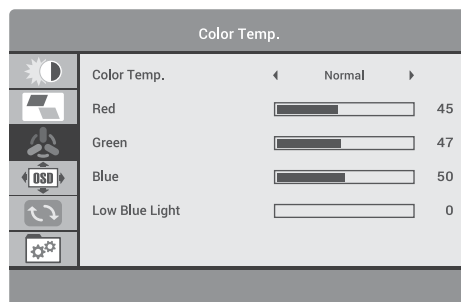 Color Temp.
Color Temp. Normal
Red 45
Green 47
Blue 50
OSD
Low Blue Light 0